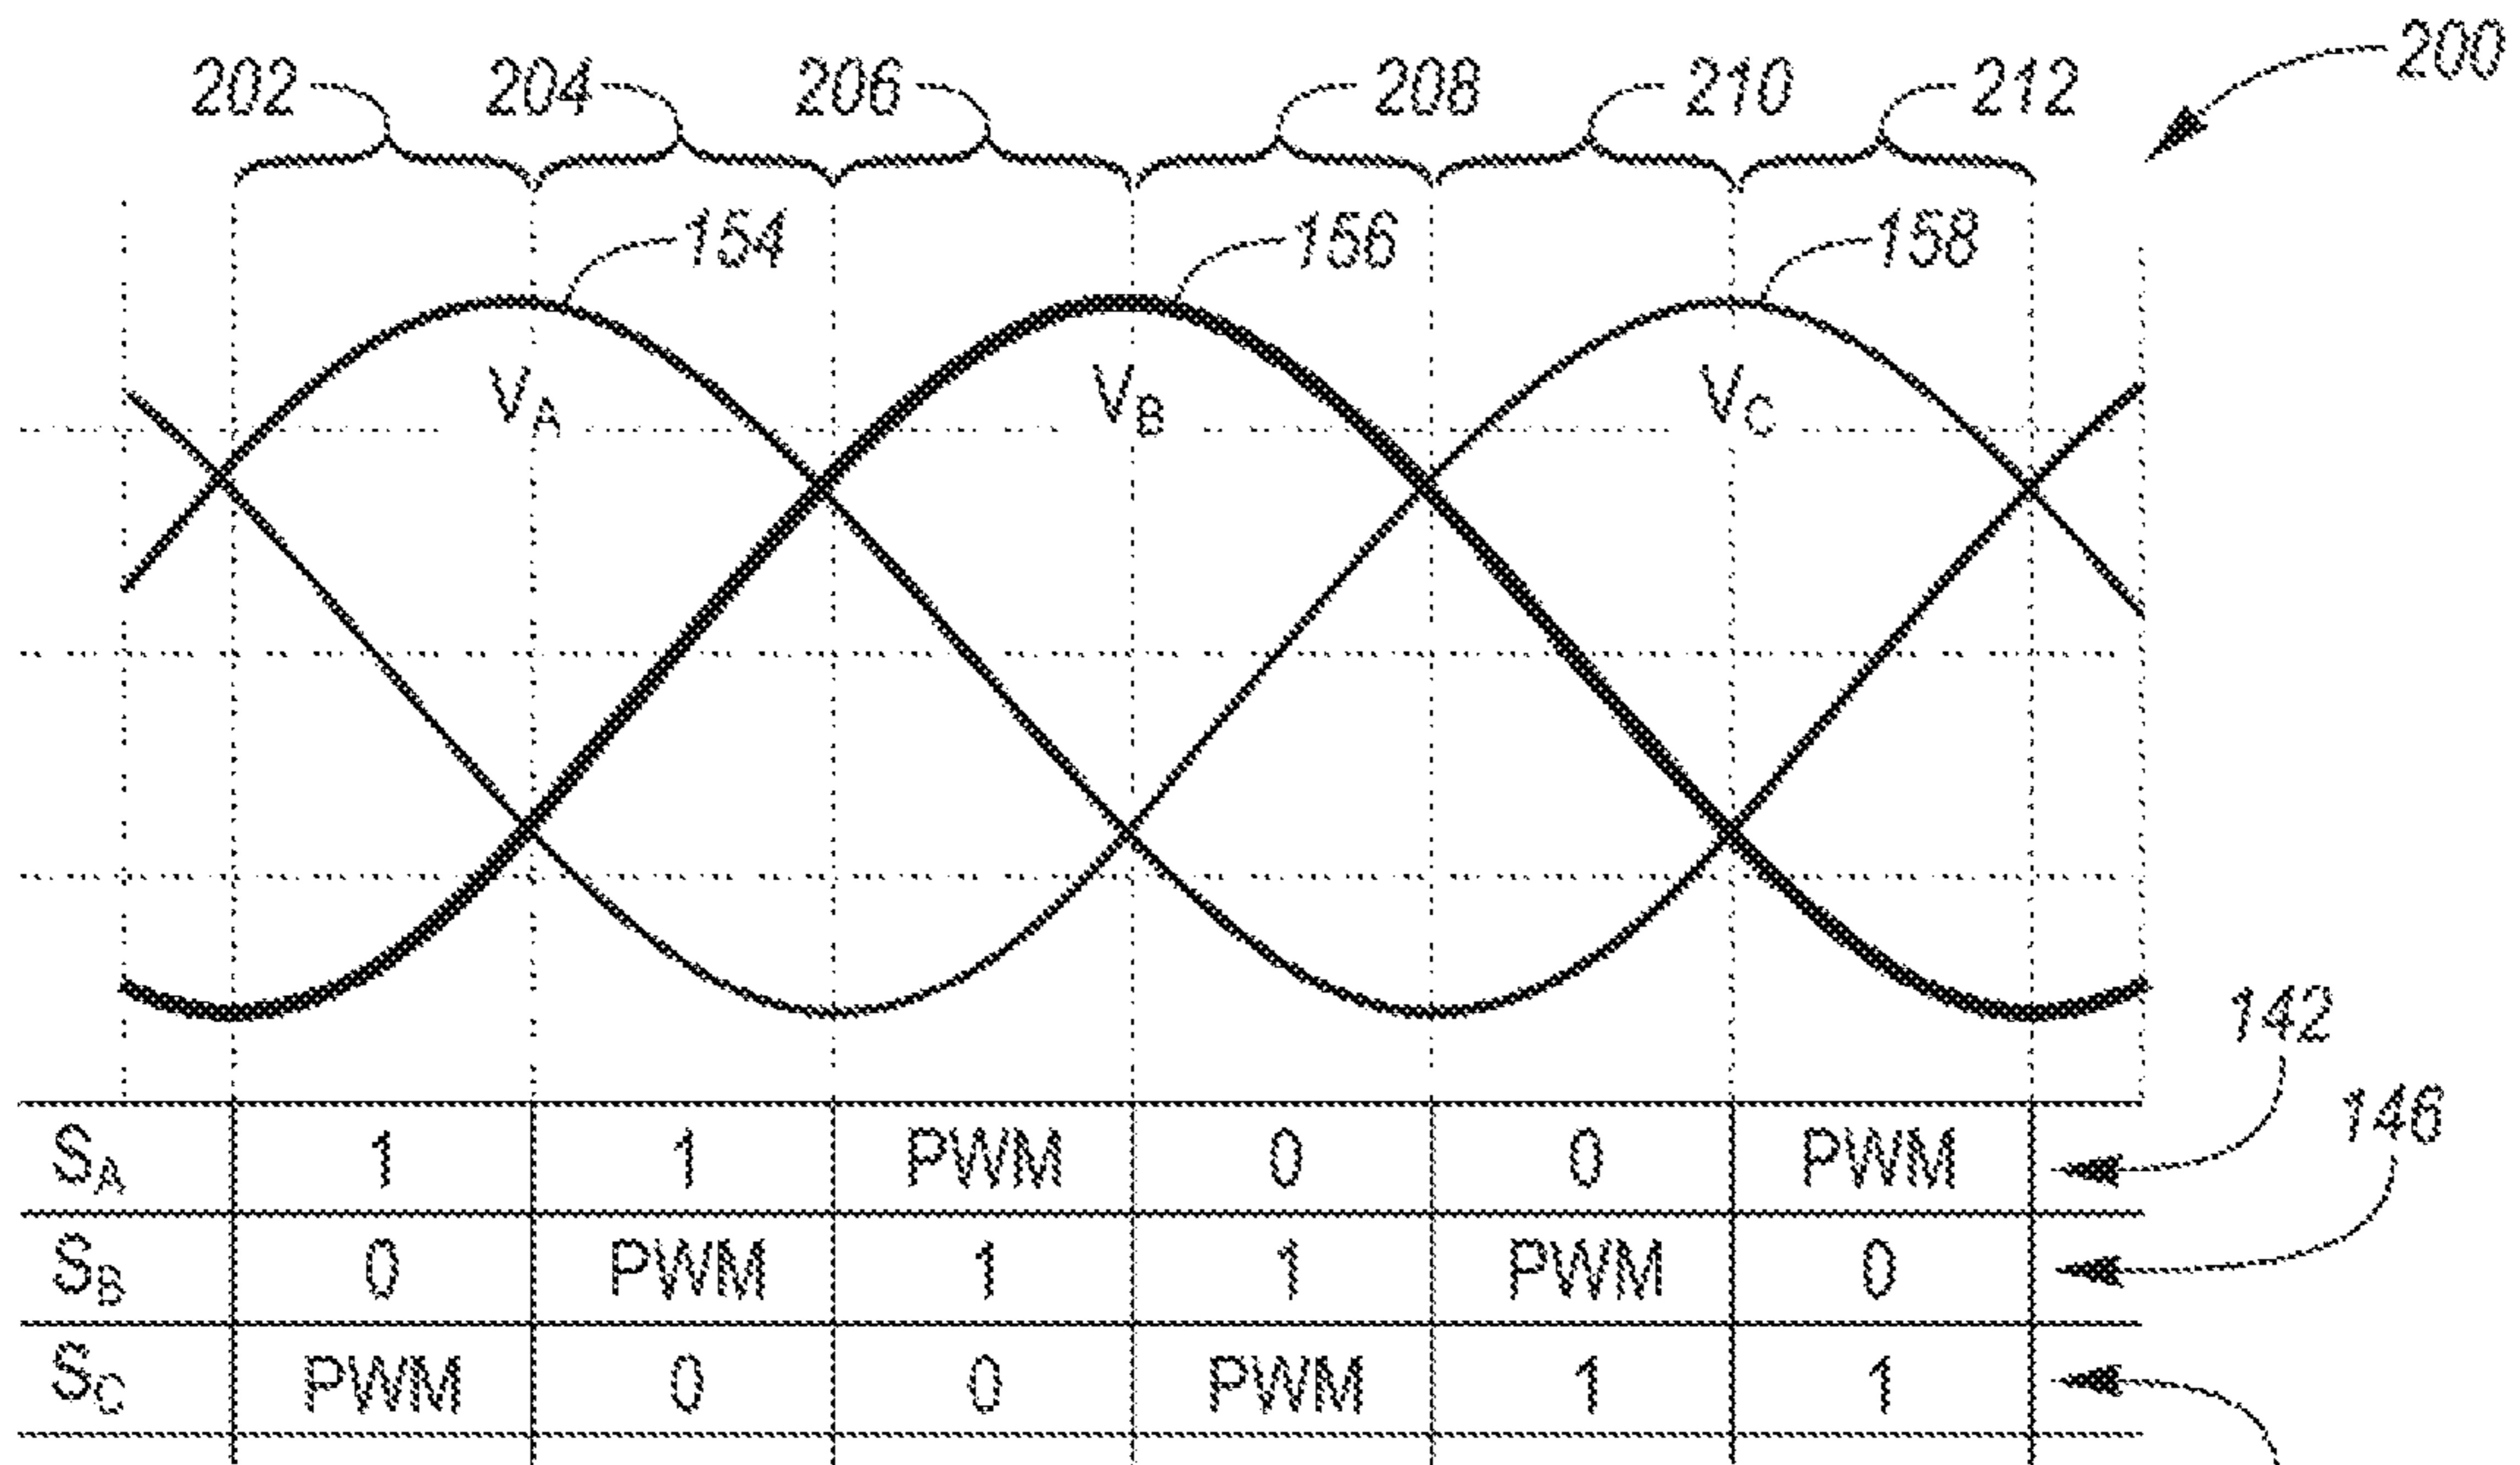 200
202 204 206 208 210 212
154 156 158
VA VB VC
142
146
SA 1 1 PWM 0 0 PWM
SB 0 PWM 1 1 PWM 0
SC PWM 0 0 PWM 1 1